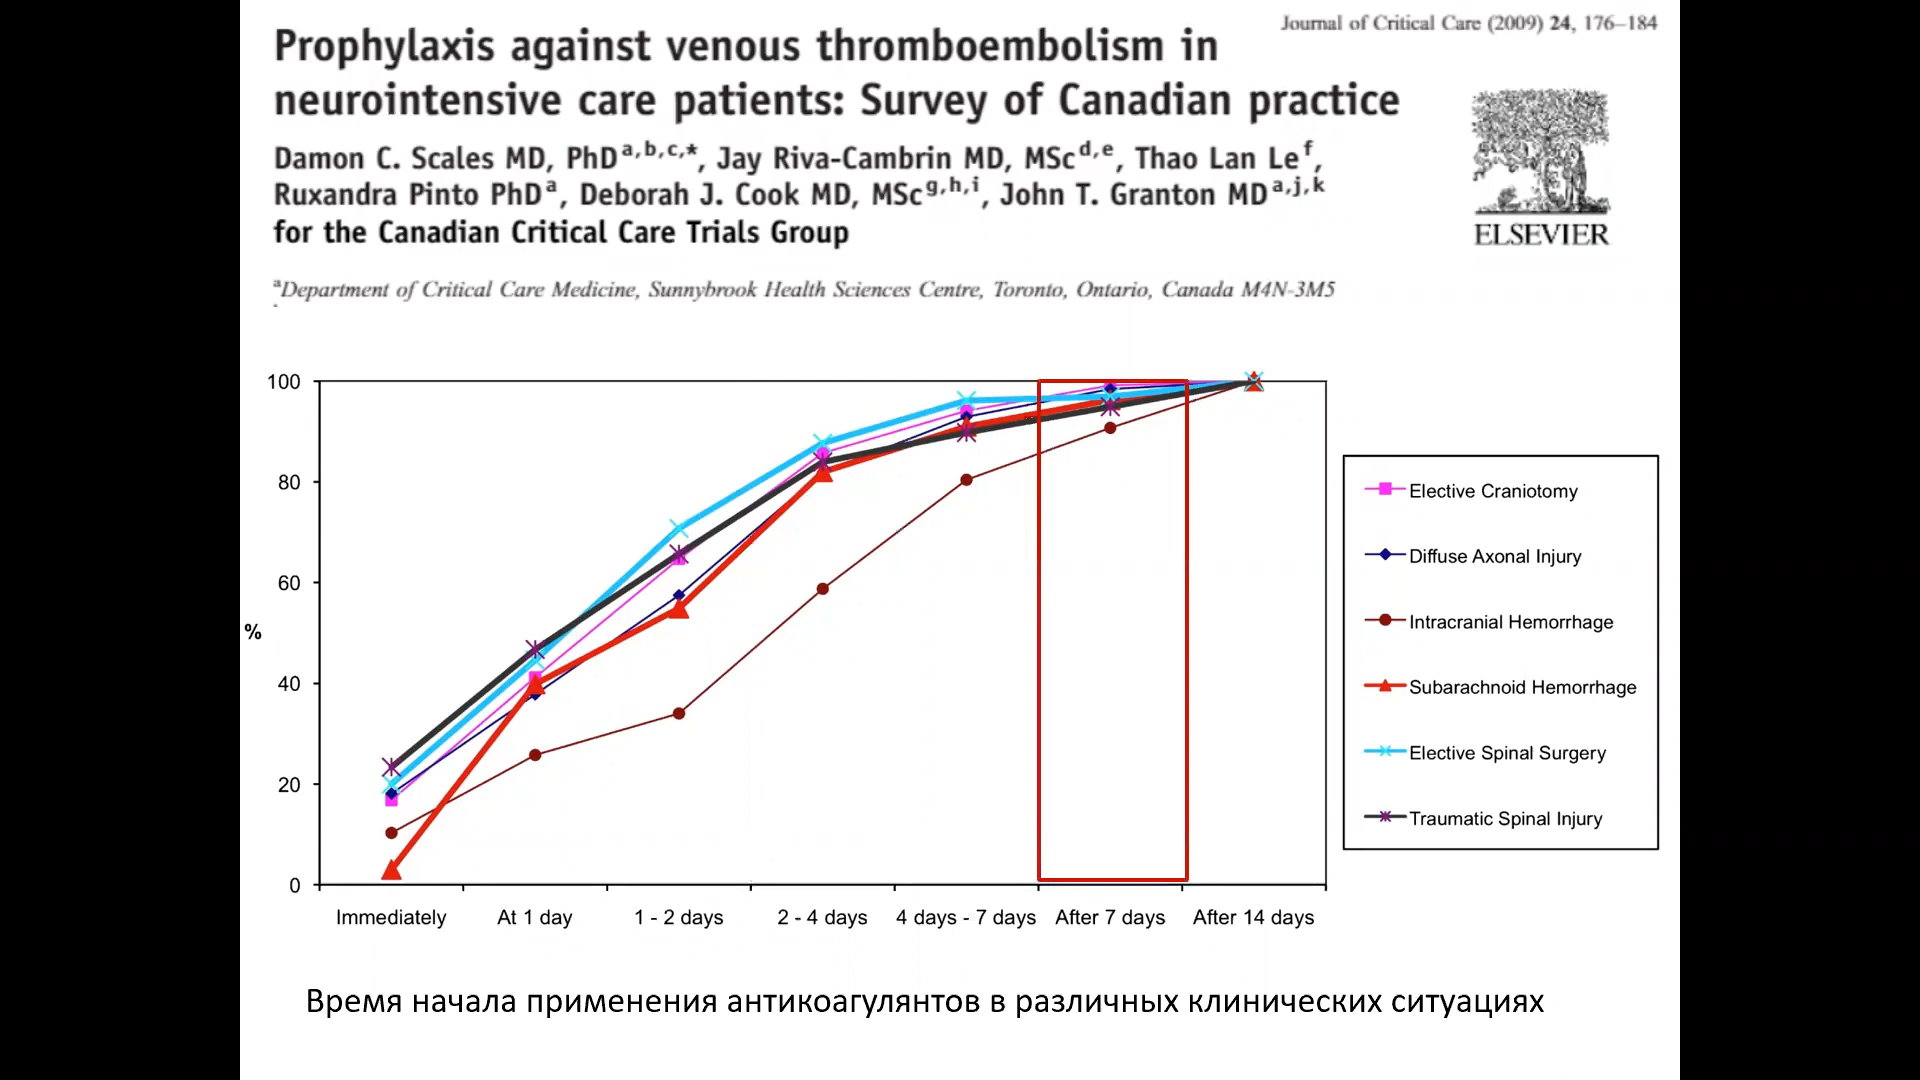 Journal of Critical Care (2009) 24, 176–184
Prophylaxis against venous thromboembolism in
neurointensive care patients: Survey of Canadian practice
Damon C. Scales MD, PhD a,b,c,*, Jay Riva-Cambrin MD, MSc d,e, Thao Lan Le f,
Ruxandra Pinto PhD a, Deborah J. Cook MD, MSc g,h,i, John T. Granton MD a,j,k
for the Canadian Critical Care Trials Group
ELSEVIER
a Department of Critical Care Medicine, Sunnybrook Health Sciences Centre, Toronto, Ontario, Canada M4N-3M5
100
80
60
%
40
20
0
Immediately At 1 day 1 - 2 days 2 - 4 days 4 days - 7 days After 7 days After 14 days
Elective Craniotomy
Diffuse Axonal Injury
Intracranial Hemorrhage
Subarachnoid Hemorrhage
Elective Spinal Surgery
Traumatic Spinal Injury
Время начала применения антикоагулянтов в различных клинических ситуациях